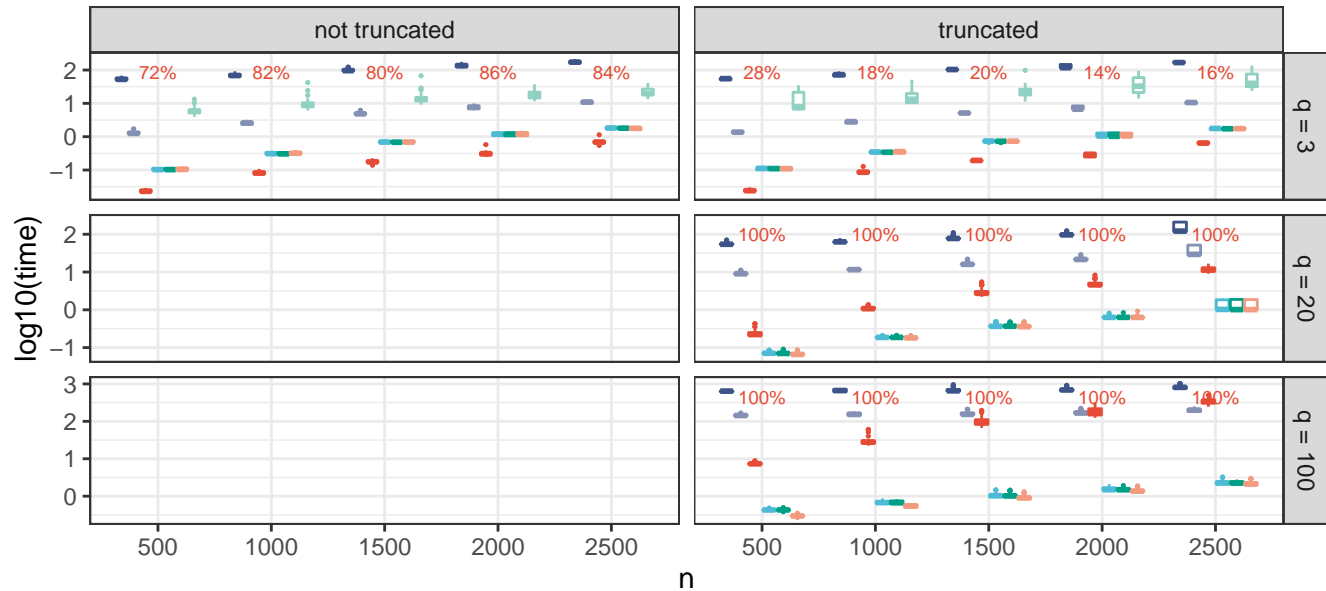 not truncated truncated
2 72% 82% 80% 86% 84% 28% 18% 20% 14% 16%
1
0
−1
q = 3
2 100% 100% 100% 100% 100%
1
0
−1
q = 20
3 100% 100% 100% 100% 100%
2
1
0
q = 100
log10(time)
500 1000 1500 2000 2500 500 1000 1500 2000 2500
n